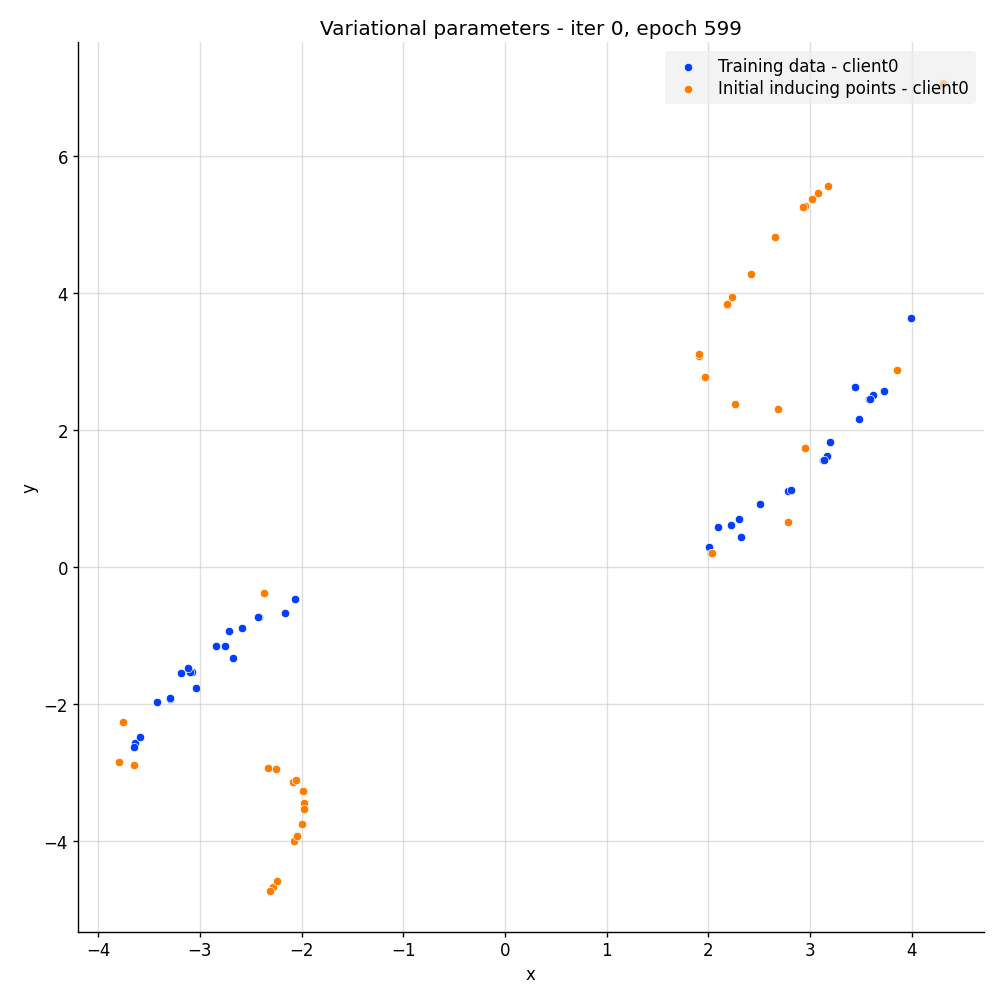 Variational parameters - iter 0, epoch 599
Training data - client0
Initial inducing points - client0
6
4
2
0
−2
−4
y
−4 −3 −2 −1 0 1 2 3 4
x